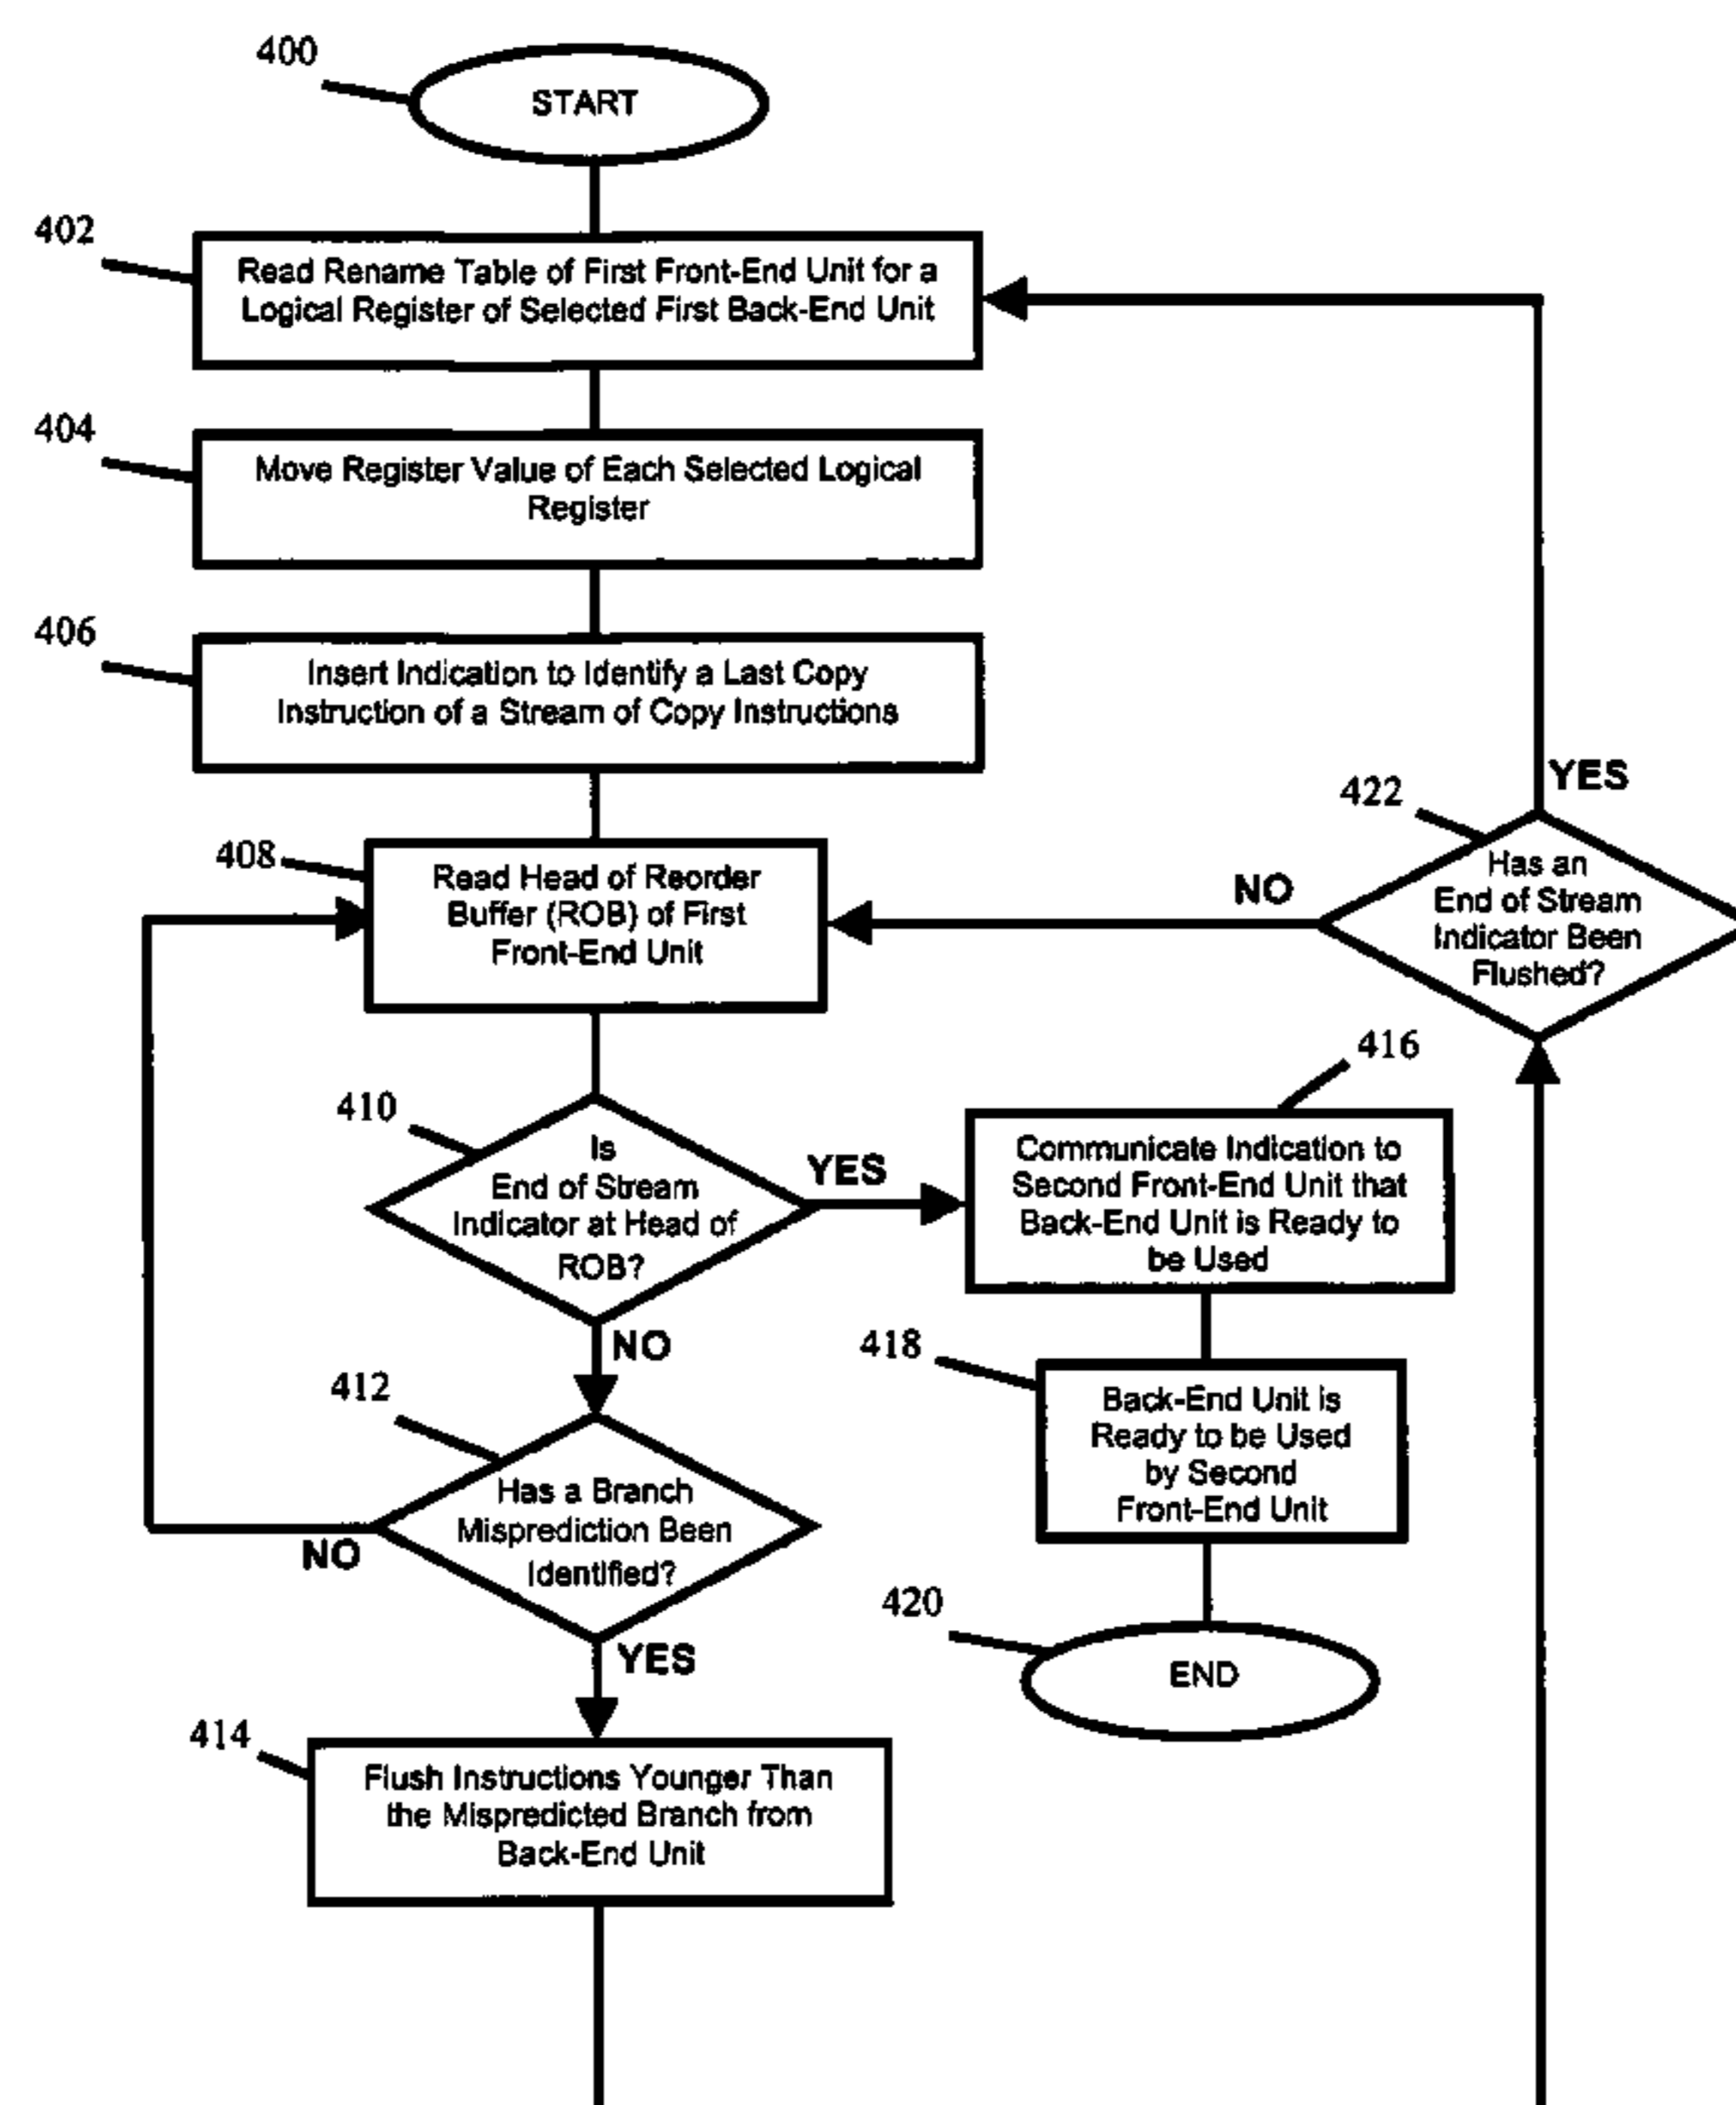 400
START
402
Read Rename Table of First Front-End Unit for a
Logical Register of Selected First Back-End Unit
404
Move Register Value of Each Selected Logical
Register
406
Insert Indication to Identify a Last Copy
Instruction of a Stream of Copy Instructions
408
Read Head of Reorder
Buffer (ROB) of First
Front-End Unit
422
YES
NO
Has an
End of Stream
Indicator Been
Flushed?
410
Is
End of Stream
Indicator at Head of
ROB?
YES
NO
416
Communicate Indication to
Second Front-End Unit that
Back-End Unit is Ready to
be Used
412
Has a Branch
Misprediction Been
Identified?
NO
YES
418
Back-End Unit is
Ready to be Used
by Second
Front-End Unit
420
END
414
Flush Instructions Younger Than
the Mispredicted Branch from
Back-End Unit